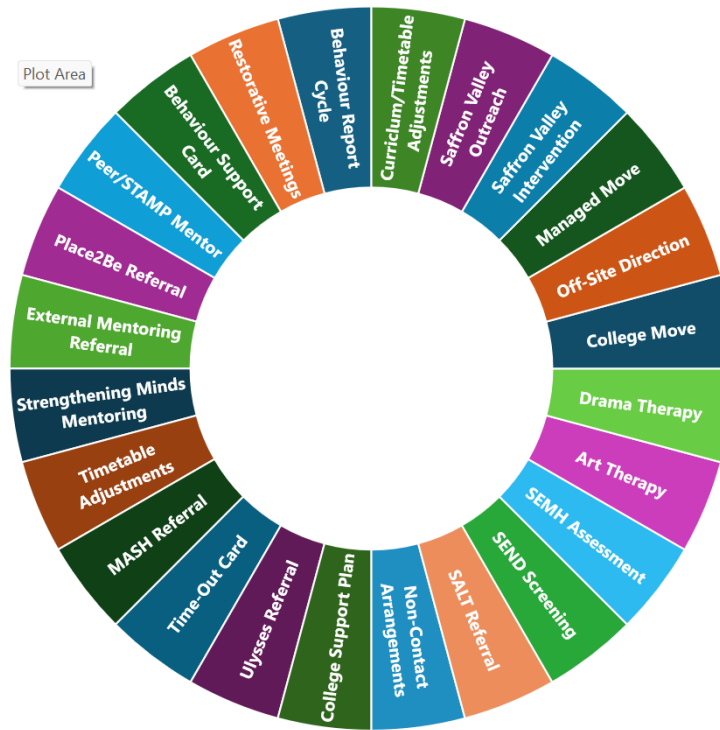 Plot Area
Curriclum/Timetable
Adjustments
Saffron Valley
Outreach
Saffron Valley
Intervention
Managed Move
Off-Site Direction
College Move
Drama Therapy
Art Therapy
SEMH Assessment
SEND Screening
SALT Referral
Non-Contact
Arrangements
College Support Plan
Ulysses Referral
Time-Out Card
MASH Referral
Timetable
Adjustments
Strengthening Minds
Mentoring
External Mentoring
Referral
Place2Be Referral
Peer/STAMP Mentor
Behaviour Support
Card
Restorative Meetings
Behaviour Report
Cycle